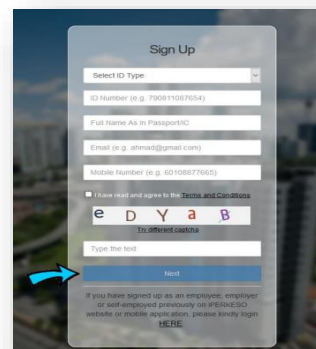 Sign Up
Select ID Type
ID Number (e.g. 790811087654)
Full Name As in Passport/IC
Email (e.g. ahmad@gmail.com)
Mobile Number (e.g. 60108877665)
I have read and agree to the Terms and Conditions
e D Y a B
Try different captcha
Type the text
Next
If you have signed up as an employee, employer
or self-employed previously on iPERKESO
website or mobile application, please kindly login
HERE